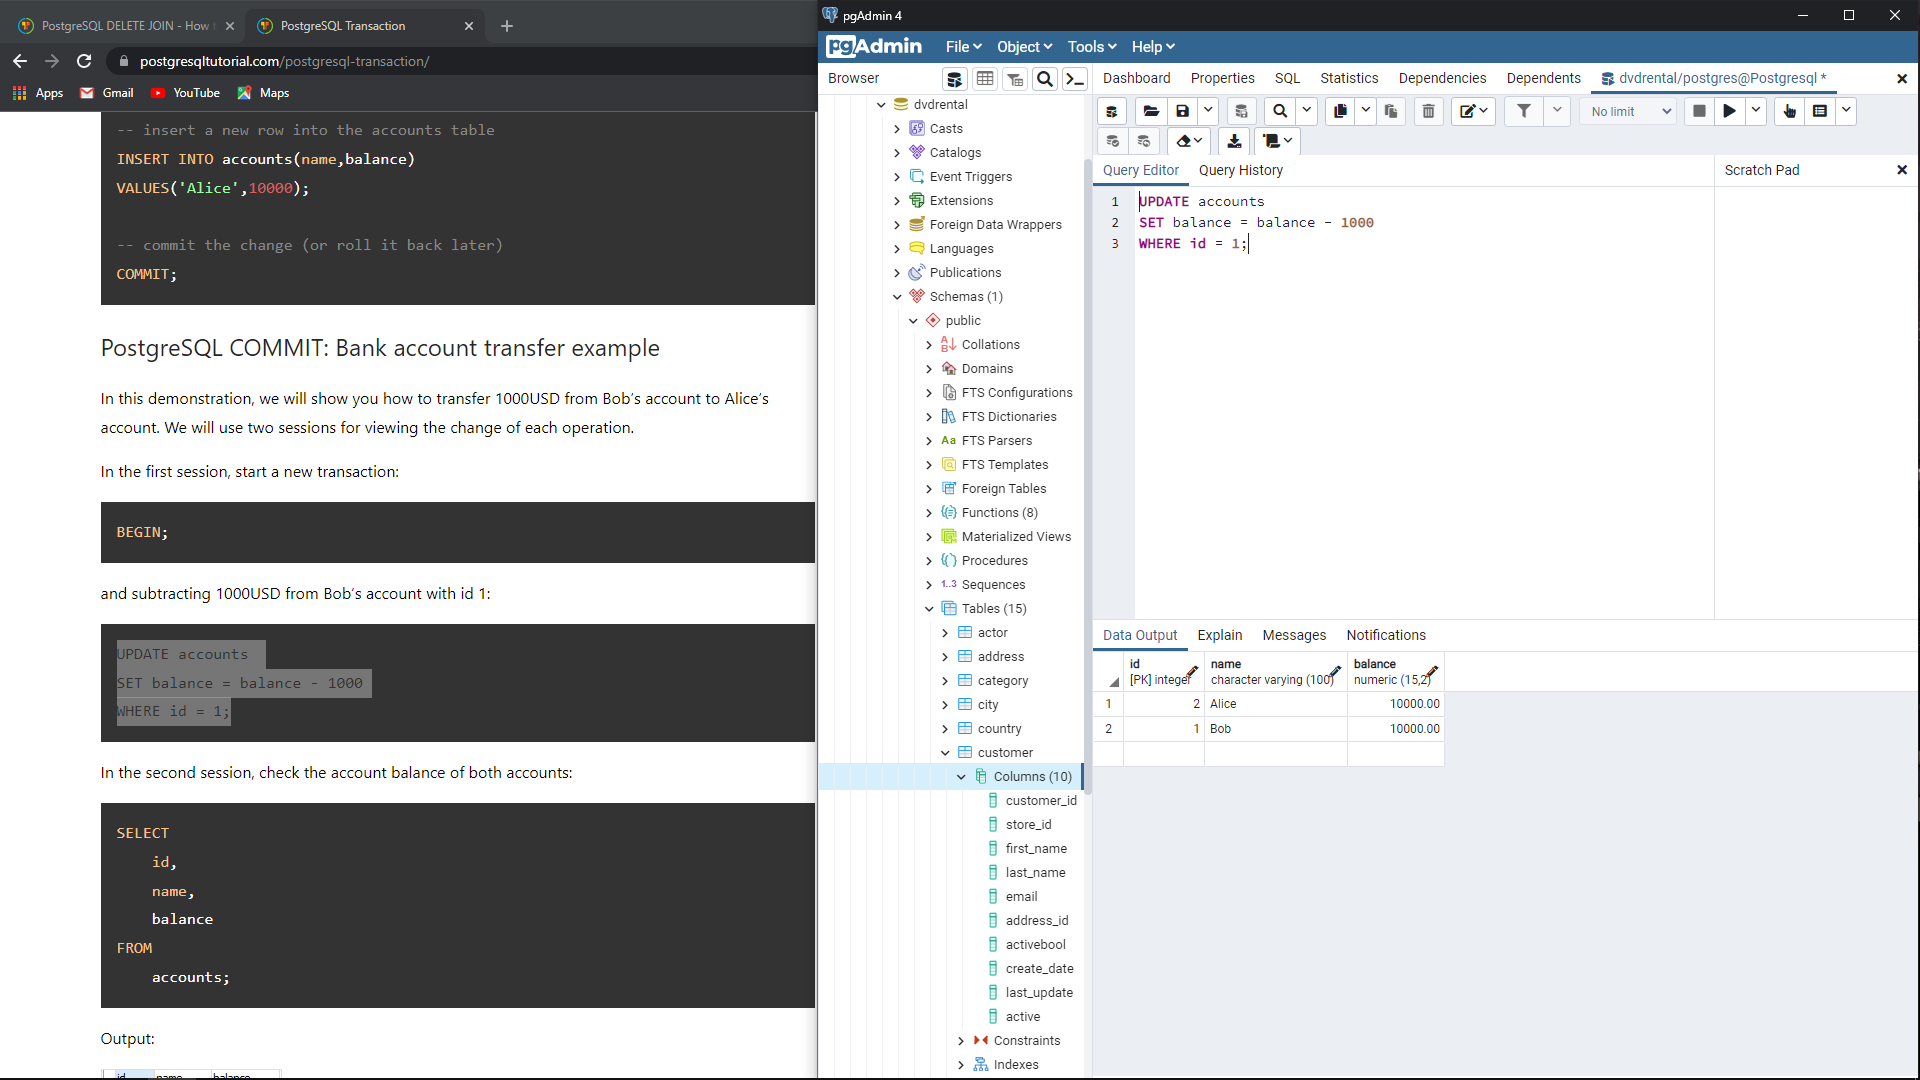 PostgreSQL DELETE JOIN - How
PostgreSQL Transaction
postgresqltutorial.com/postgresql-transaction/
Apps
Gmail
YouTube
Maps
-- insert a new row into the accounts table
INSERT INTO accounts(name,balance)
VALUES('Alice',10000);
-- commit the change (or roll it back later)
COMMIT;
PostgreSQL COMMIT: Bank account transfer example
In this demonstration, we will show you how to transfer 1000USD from Bob's account to Alice's
account. We will use two sessions for viewing the change of each operation.
In the first session, start a new transaction:
BEGIN;
and subtracting 1000USD from Bob's account with id 1:
UPDATE accounts
SET balance = balance - 1000
WHERE id = 1;
In the second session, check the account balance of both accounts:
SELECT
id,
name,
balance
FROM
accounts;
Output:
id name balance
pgAdmin 4
pgAdmin
File
Object
Tools
Help
Browser
Dashboard
Properties
SQL
Statistics
Dependencies
Dependents
dvdrental/postgres@Postgresql *
No limit
dvdrental
Casts
Catalogs
Event Triggers
Extensions
Foreign Data Wrappers
Languages
Publications
Schemas (1)
public
Collations
Domains
FTS Configurations
FTS Dictionaries
Aa FTS Parsers
FTS Templates
Foreign Tables
Functions (8)
Materialized Views
Procedures
1..3 Sequences
Tables (15)
actor
address
category
city
country
customer
Columns (10)
customer_id
store_id
first_name
last_name
email
address_id
activebool
create_date
last_update
active
Constraints
Indexes
Query Editor
Query History
Scratch Pad
1 UPDATE accounts
2 SET balance = balance - 1000
3 WHERE id = 1;
Data Output
Explain
Messages
Notifications
id name balance
[PK] integer character varying (100) numeric (15,2)
1 2 Alice 10000.00
2 1 Bob 10000.00